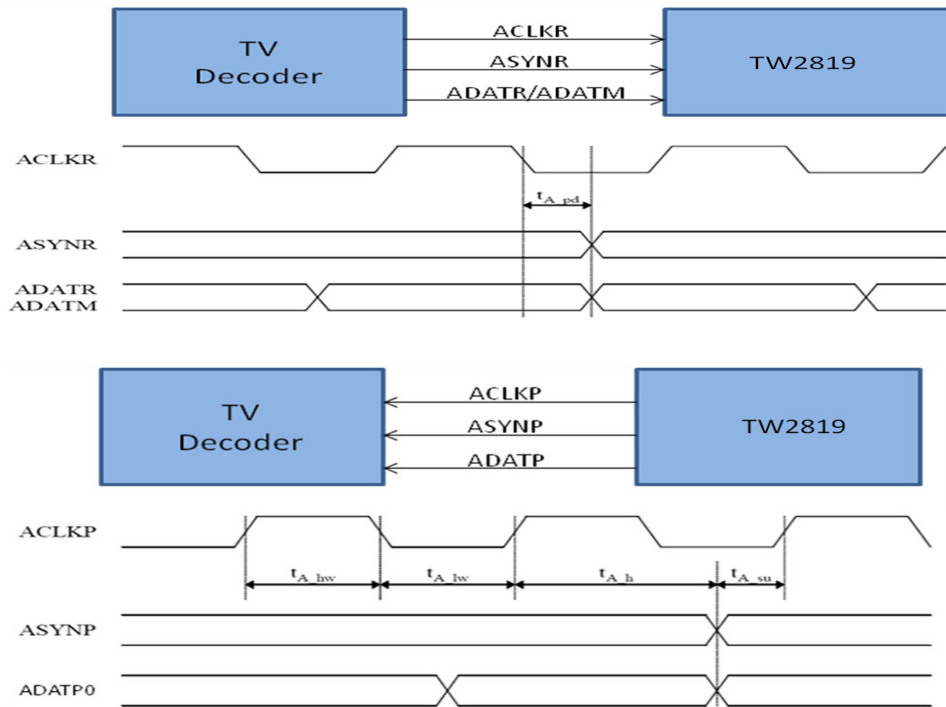 TV
Decoder
ACLKR
ASYNR
ADATR/ADATM
TW2819
ACLKR
tA_pd
ASYNR
ADATR
ADATM
TV
Decoder
ACLKP
ASYNP
ADATP
TW2819
ACLKP
tA_hw
tA_lw
tA_h
tA_su
ASYNP
ADATP0